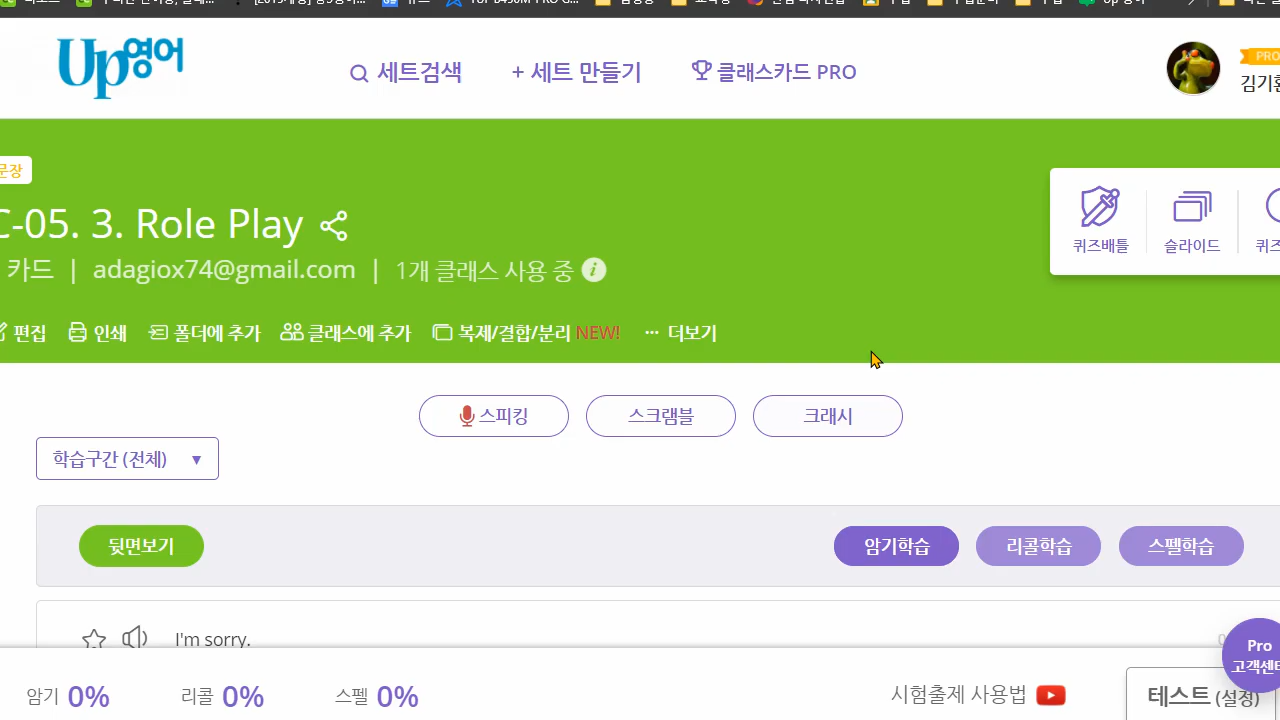 Up영어
세트검색
+ 세트 만들기
클래스카드 PRO
PRO
문장
C-05. 3. Role Play
카드 | adagiox74@gmail.com | 1개 클래스 사용 중
퀴즈배틀
슬라이드
퀴즈
편집
인쇄
폴더에 추가
클래스에 추가
복제/결합/분리 NEW!
··· 더보기
스피킹
스크램블
크래시
학습구간 (전체) ▼
뒷면보기
암기학습
리콜학습
스펠학습
I'm sorry.
Pro
고객센터
암기 0%
리콜 0%
스펠 0%
시험출제 사용법
테스트 (설정)